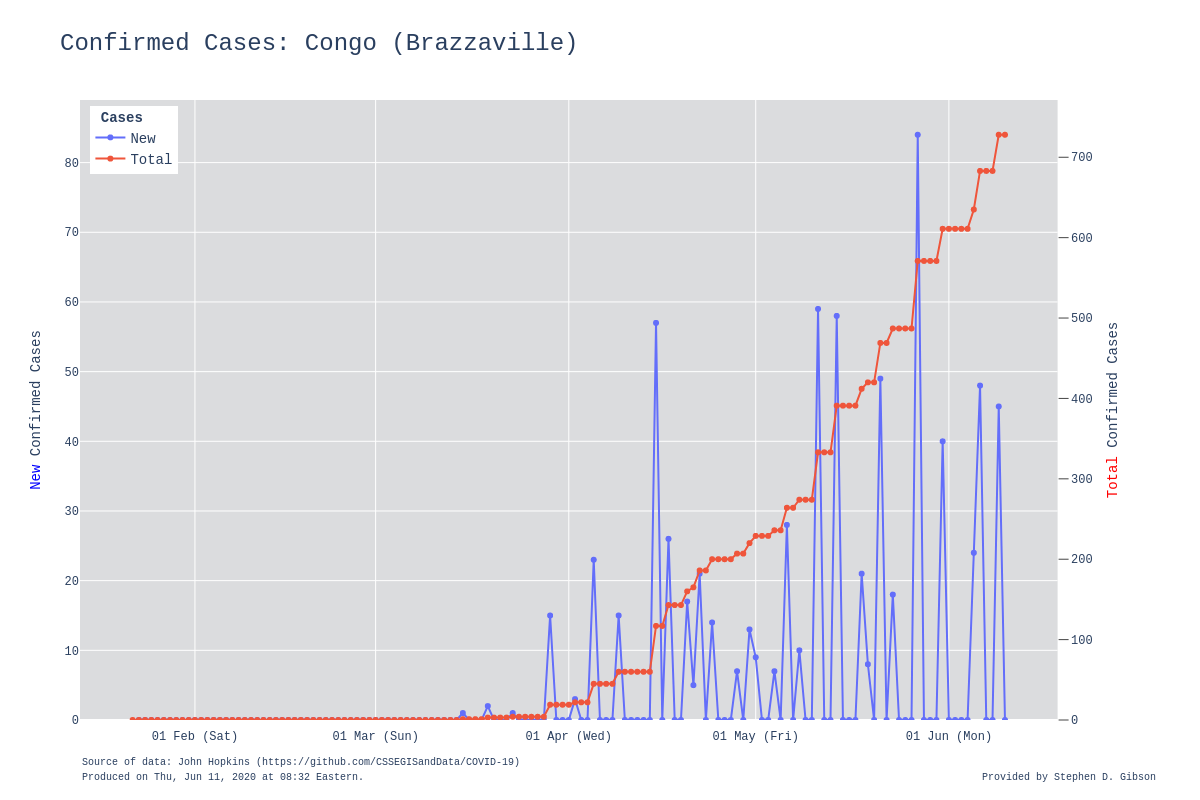 Confirmed Cases: Congo (Brazzaville)
Cases
New
Total
80
70
60
50
40
30
20
10
0
New Confirmed Cases
700
600
500
400
300
200
100
0
Total Confirmed Cases
01 Feb (Sat)
01 Mar (Sun)
01 Apr (Wed)
01 May (Fri)
01 Jun (Mon)
Source of data: John Hopkins (https://github.com/CSSEGISandData/COVID-19)
Produced on Thu, Jun 11, 2020 at 08:32 Eastern.
Provided by Stephen D. Gibson